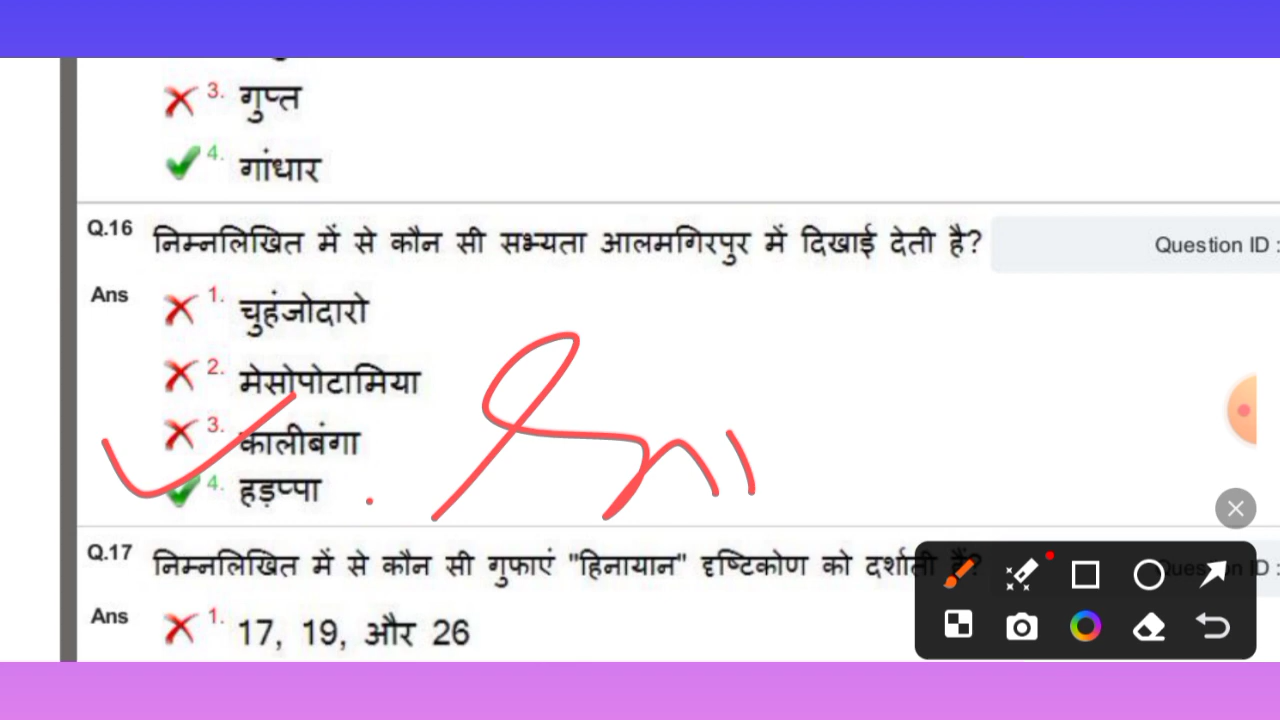 3. गुप्त
4. गांधार
Q.16 निम्नलिखित में से कौन सी सभ्यता आलमगिरपुर में दिखाई देती है? Question ID :
Ans 1. चुहंजोदारो
2. मेसोपोटामिया
3. कालीबंगा
4. हड़प्पा
Q.17 निम्नलिखित में से कौन सी गुफाएं "हिनायान" दृष्टिकोण को दर्शाती हैं?
Ans 1. 17, 19, और 26